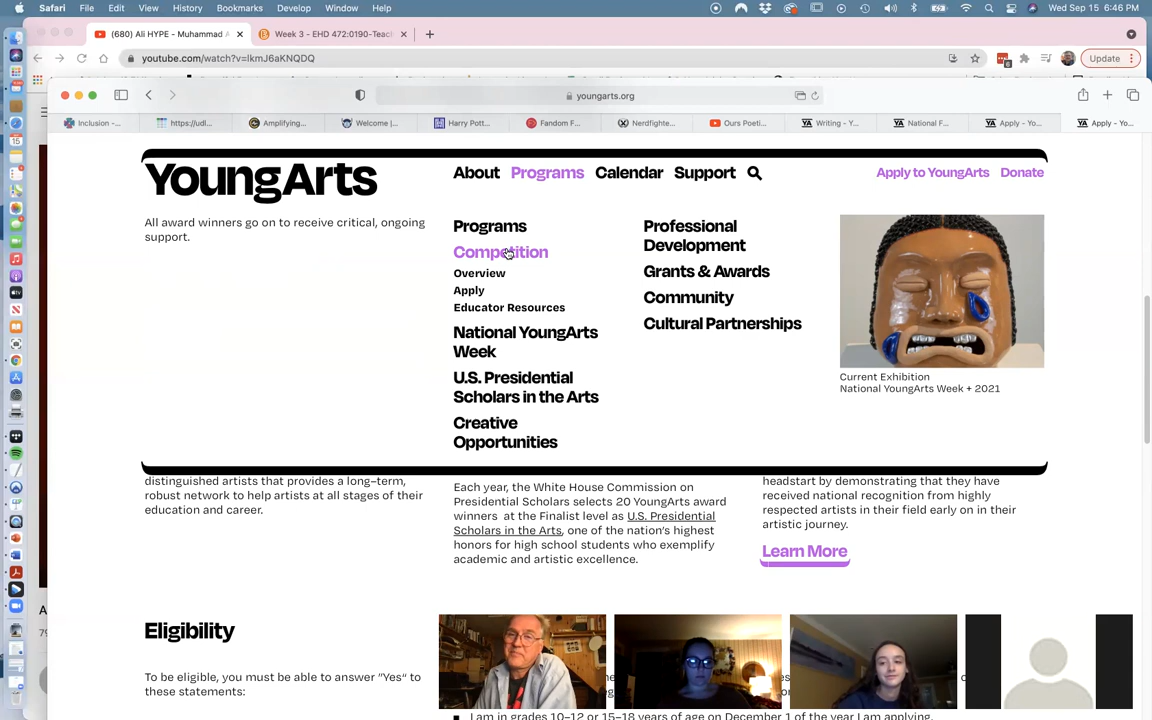 Safari File Edit View History Bookmarks Develop Window Help
Wed Sep 15 6:46 PM
(680) Ali HYPE - Muhammad
Week 3 - EHD 472:0190-Teac
youtube.com/watch?v=lkmJ6aKNQDQ
Update
youngarts.org
Inclusion -...
https://udl...
Amplifying...
Welcome |...
Harry Pott...
Fandom F...
Nerdfighte...
Ours Poeti...
Writing - Y...
National F...
Apply - Yo...
Apply - Yo...
YoungArts
About Programs Calendar Support
Apply to YoungArts Donate
All award winners go on to receive critical, ongoing
support.
Programs
Competition
Overview
Apply
Educator Resources
National YoungArts
Week
U.S. Presidential
Scholars in the Arts
Creative
Opportunities
Professional
Development
Grants & Awards
Community
Cultural Partnerships
Current Exhibition
National YoungArts Week + 2021
distinguished artists that provides a long-term,
robust network to help artists at all stages of their
education and career.
Each year, the White House Commission on
Presidential Scholars selects 20 YoungArts award
winners at the Finalist level as U.S. Presidential
Scholars in the Arts, one of the nation's highest
honors for high school students who exemplify
academic and artistic excellence.
headstart by demonstrating that they have
received national recognition from highly
respected artists in their field early on in their
artistic journey.
Learn More
Eligibility
To be eligible, you must be able to answer "Yes" to
these statements:
I am in grades 10–12 or 15–18 years of age on December 1 of the year I am applying.